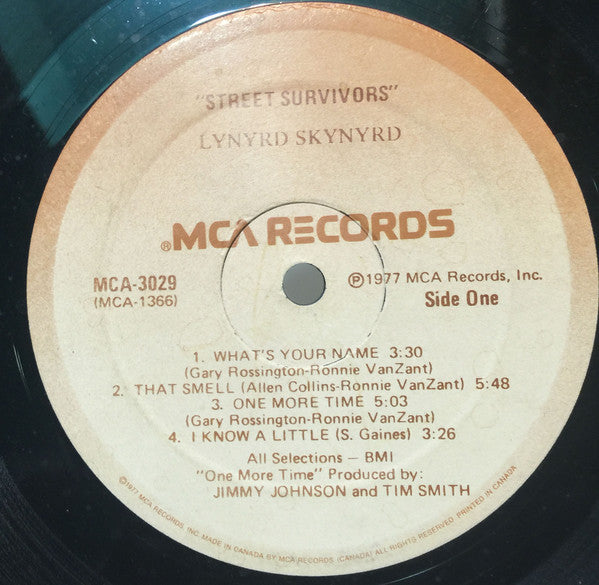 "STREET SURVIVORS"
LYNYRD SKYNYRD
®MCA RECORDS
MCA-3029
(MCA-1366)
℗1977 MCA Records, Inc.
Side One
1. WHAT'S YOUR NAME 3:30
(Gary Rossington-Ronnie VanZant)
2. THAT SMELL (Allen Collins-Ronnie VanZant) 5:48
3. ONE MORE TIME 5:03
(Gary Rossington-Ronnie VanZant)
4. I KNOW A LITTLE (S. Gaines) 3:26
All Selections – BMI
"One More Time" Produced by:
JIMMY JOHNSON and TIM SMITH
©1977 MCA RECORDS, INC. MADE IN CANADA BY MCA RECORDS (CANADA) ALL RIGHTS RESERVED PRINTED IN CANADA